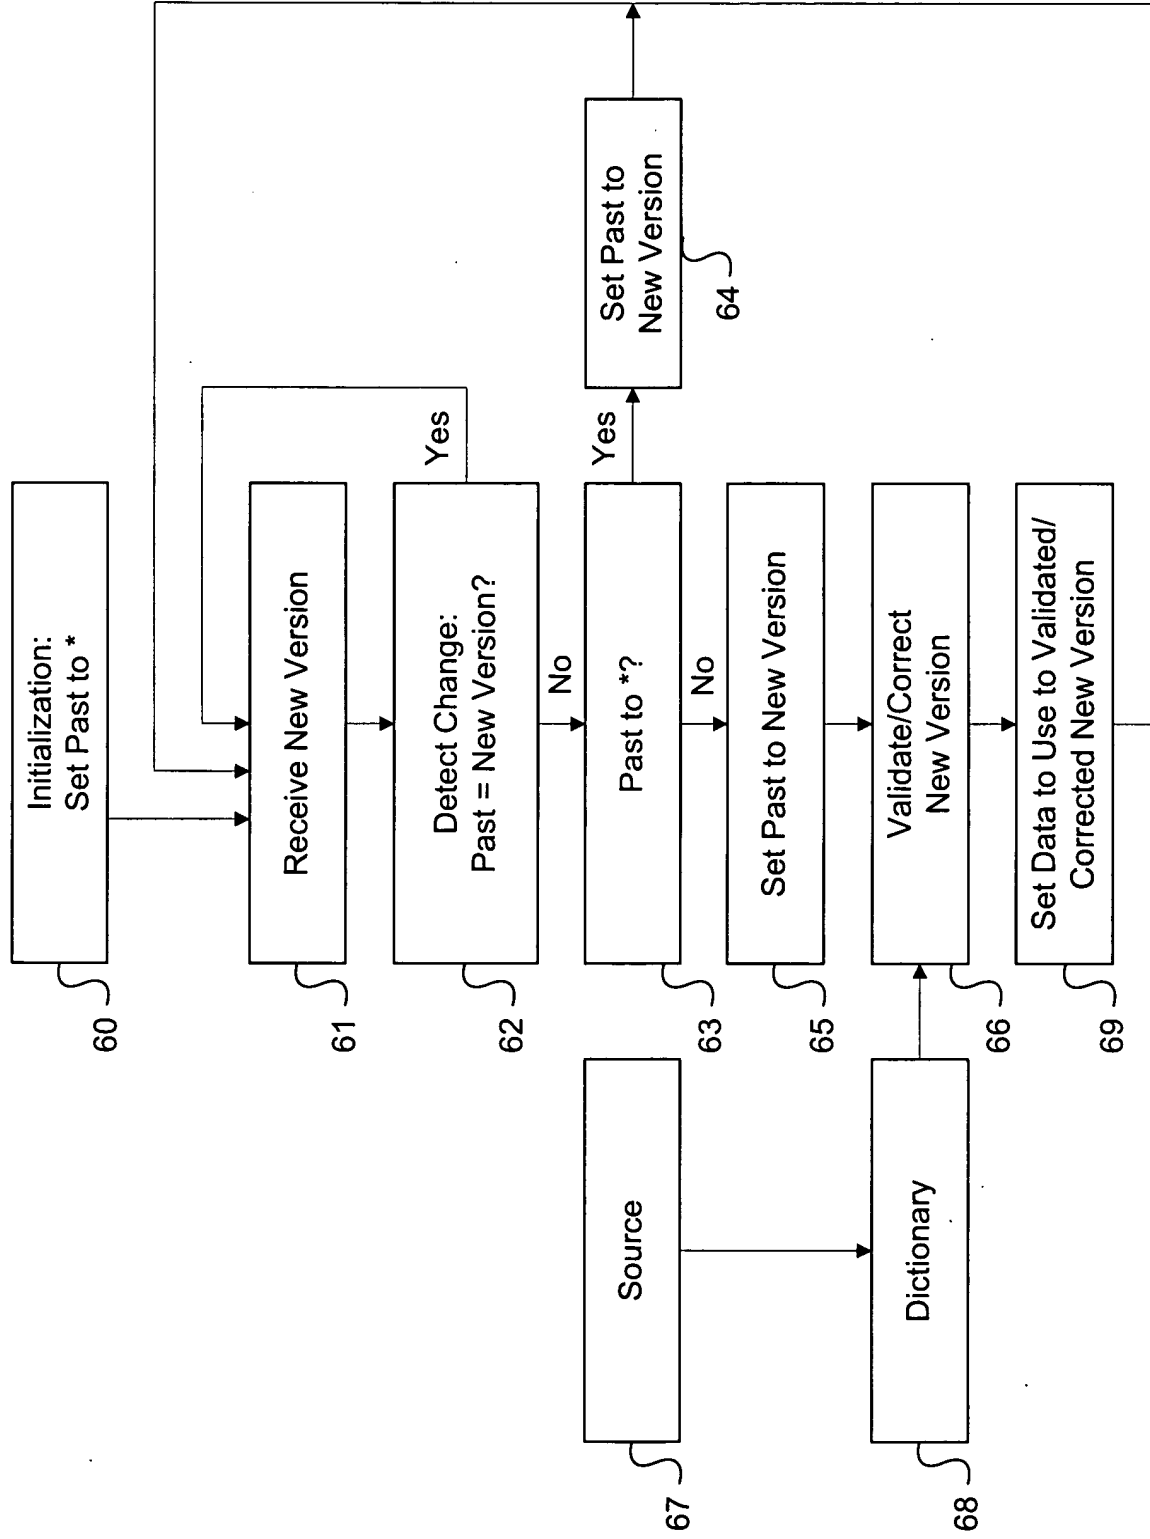 Initialization:
Set Past to *
60
Receive New Version
61
Detect Change:
Past = New Version?
Yes
62
No
Past to *?
Yes
Set Past to
New Version
64
63
No
Set Past to New Version
65
Validate/Correct
New Version
66
Source
67
Dictionary
68
Set Data to Use to Validated/
Corrected New Version
69